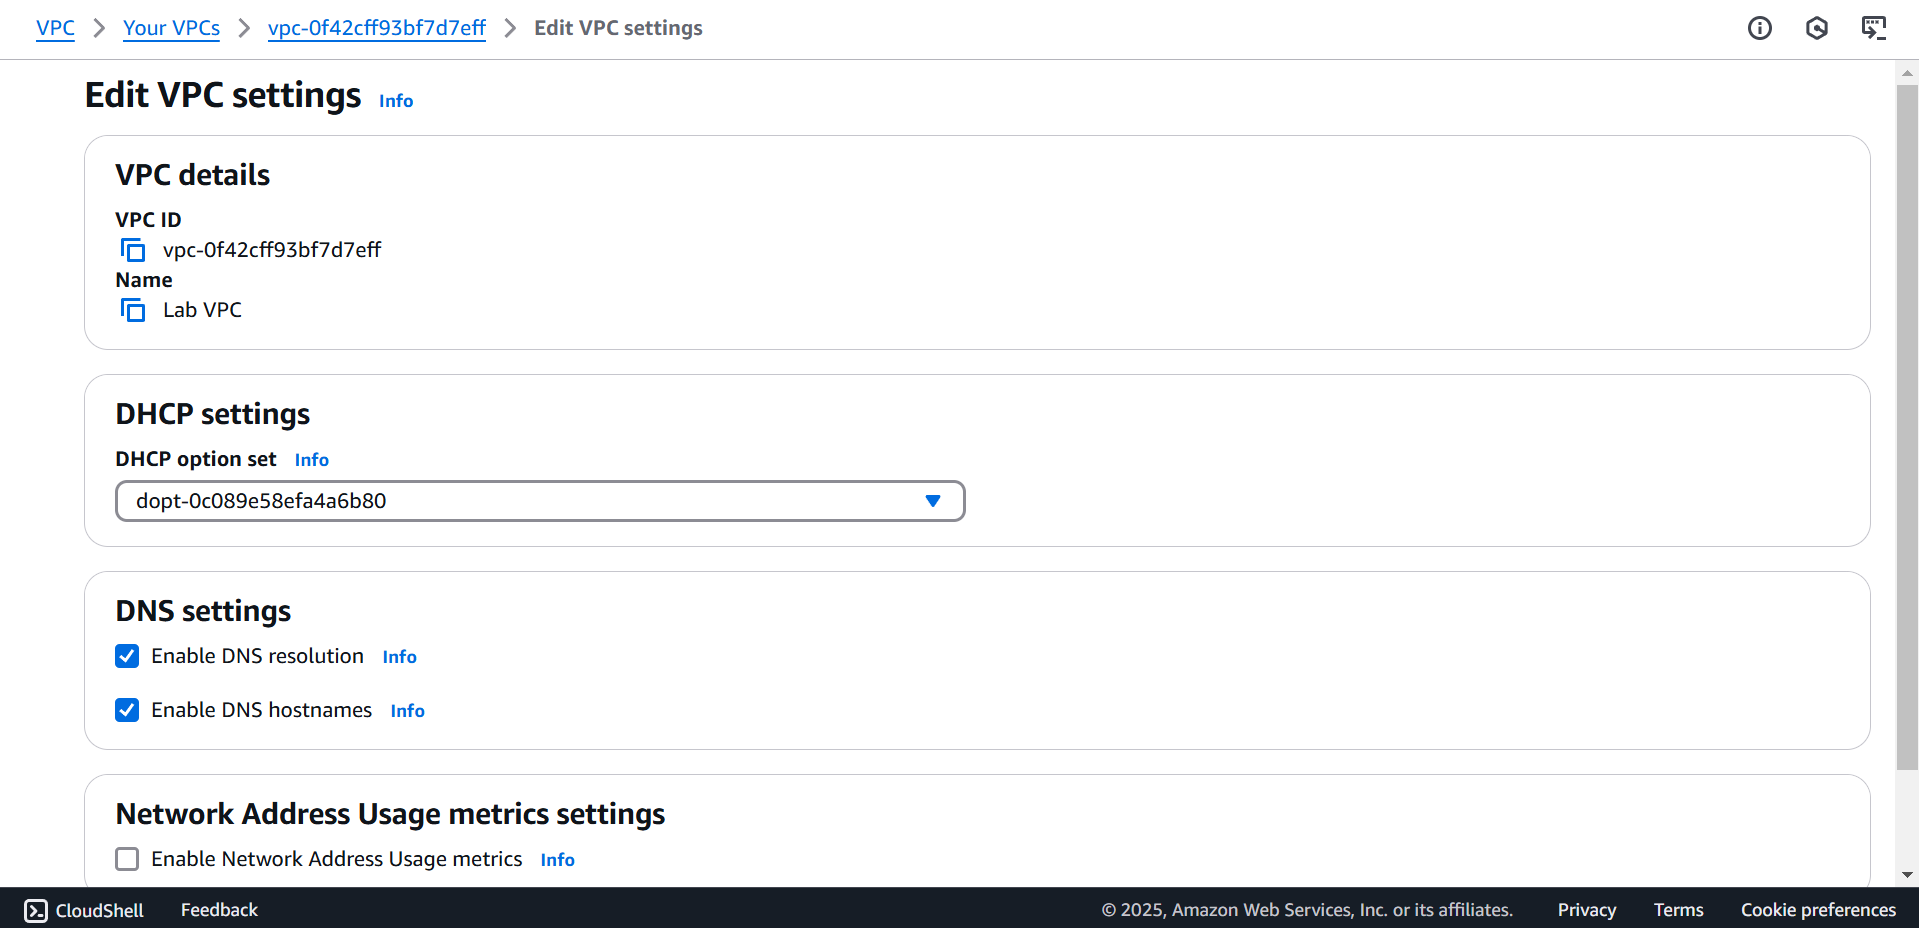 VPC > Your VPCs > vpc-0f42cff93bf7d7eff > Edit VPC settings
Edit VPC settings Info
VPC details
VPC ID
vpc-0f42cff93bf7d7eff
Name
Lab VPC
DHCP settings
DHCP option set Info
dopt-0c089e58efa4a6b80
DNS settings
Enable DNS resolution Info
Enable DNS hostnames Info
Network Address Usage metrics settings
Enable Network Address Usage metrics Info
CloudShell Feedback © 2025, Amazon Web Services, Inc. or its affiliates. Privacy Terms Cookie preferences